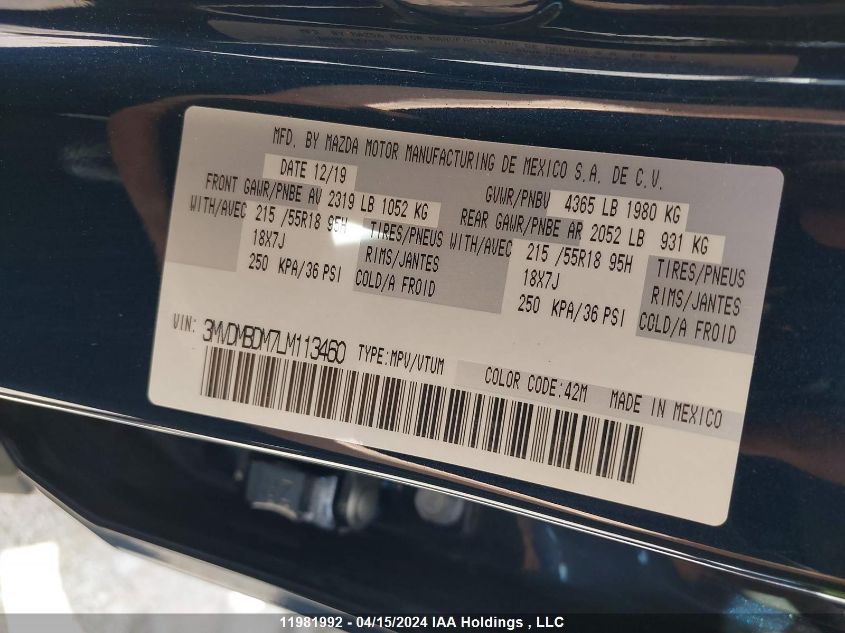 MFD. BY MAZDA MOTOR MANUFACTURING DE MEXICO S.A. DE C.V.
DATE 12/19 GVWR/PNBV 4365 LB 1980 KG
FRONT GAWR/PNBE AV 2319 LB 1052 KG REAR GAWR/PNBE AR 2052 LB 931 KG
WITH/AVEC 215 /55R18 95H TIRES/PNEUS WITH/AVEC 215 /55R18 95H TIRES/PNEUS
18X7J RIMS/JANTES 18X7J RIMS/JANTES
250 KPA/36 PSI COLD/A FROID 250 KPA/36 PSI COLD/A FROID
VIN: 3MVDMBDM7LM113460 TYPE:MPV/VTUM COLOR CODE:42M MADE IN MEXICO
11981992 - 04/15/2024 IAA Holdings , LLC